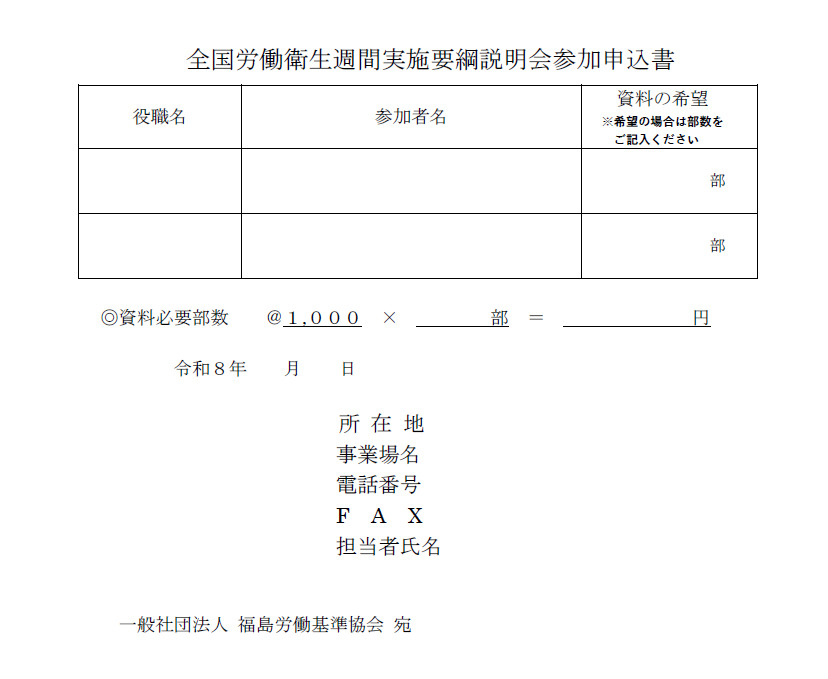 全国労働衛生週間実施要綱説明会参加申込書
役職名 参加者名 資料の希望
※希望の場合は部数を
ご記入ください
部
部
◎資料必要部数 @1,000 × 部 = 円
令和8年 月 日
所 在 地
事業場名
電話番号
F A X
担当者氏名
一般社団法人 福島労働基準協会 宛